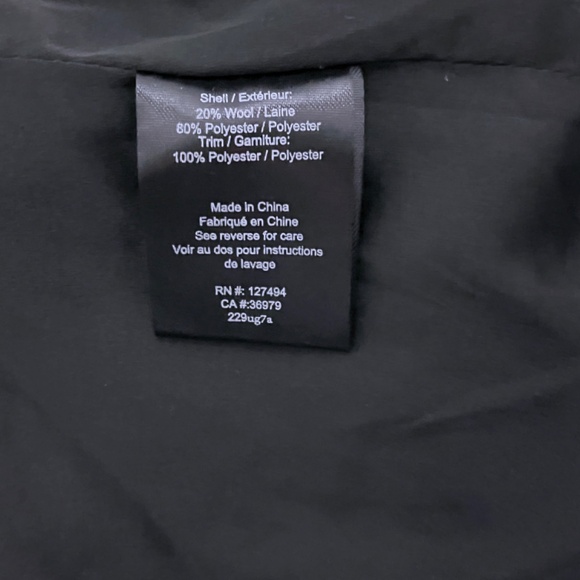 Shell / Extérieur:
20% Wool / Laine
80% Polyester / Polyester
Trim / Garniture:
100% Polyester / Polyester
Made in China
Fabriqué en Chine
See reverse for care
Voir au dos pour instructions
de lavage
RN #: 127494
CA #:36979
229ug7a